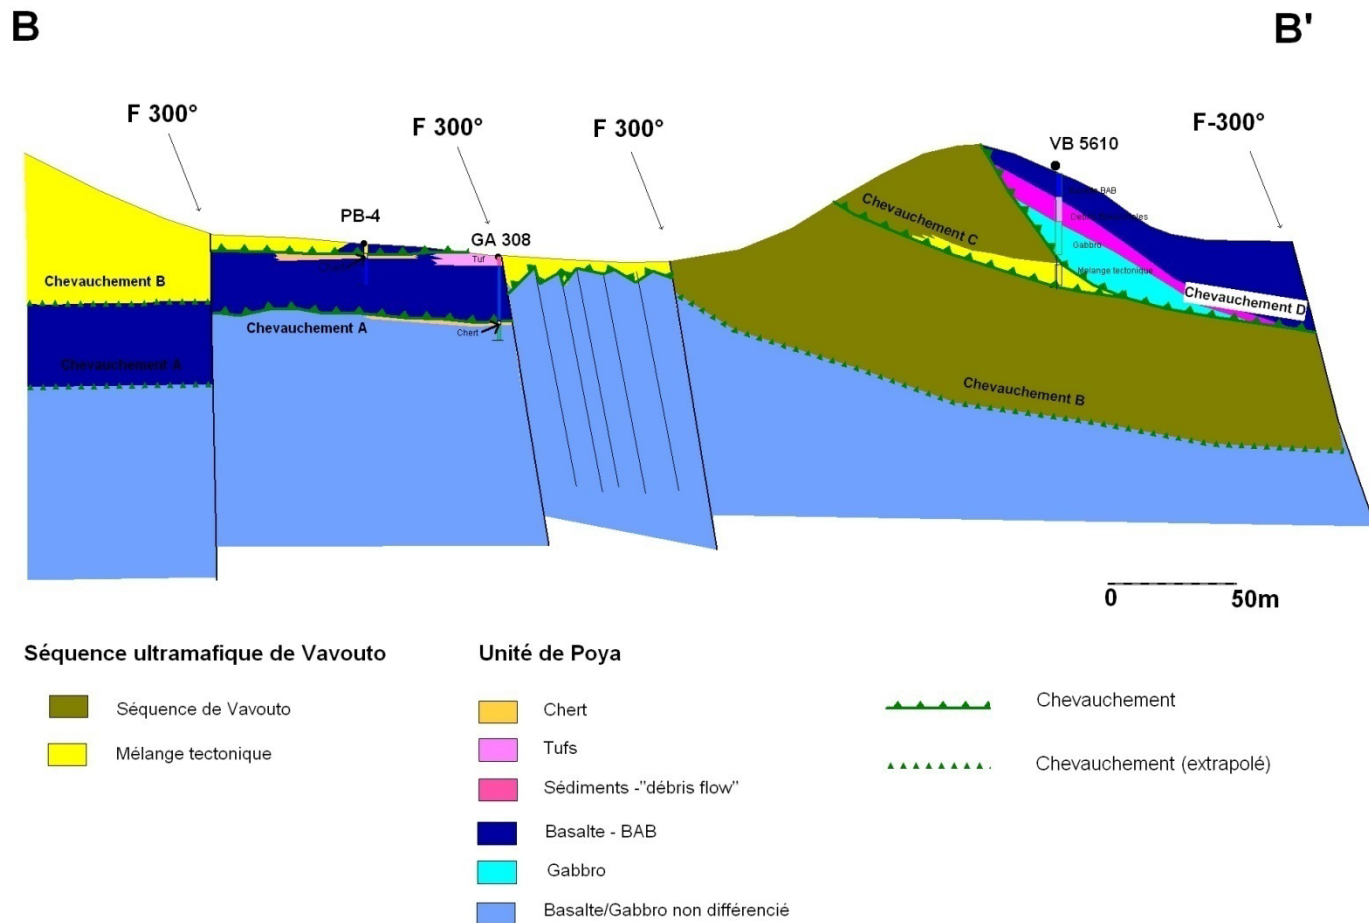 B
B'
F 300°
F 300°
F 300°
F-300°
VB 5610
PB-4
GA 308
BAB
Tuf
Gabbro
Mélange tectonique
Chevauchement C
Chevauchement B
Chevauchement D
Chevauchement A
Chert
Chevauchement A
Chevauchement B
0 50m
Séquence ultramafique de Vavouto
Séquence de Vavouto
Mélange tectonique
Unité de Poya
Chert
Tufs
Sédiments -"débris flow"
Basalte - BAB
Gabbro
Basalte/Gabbro non différencié
Chevauchement
Chevauchement (extrapolé)